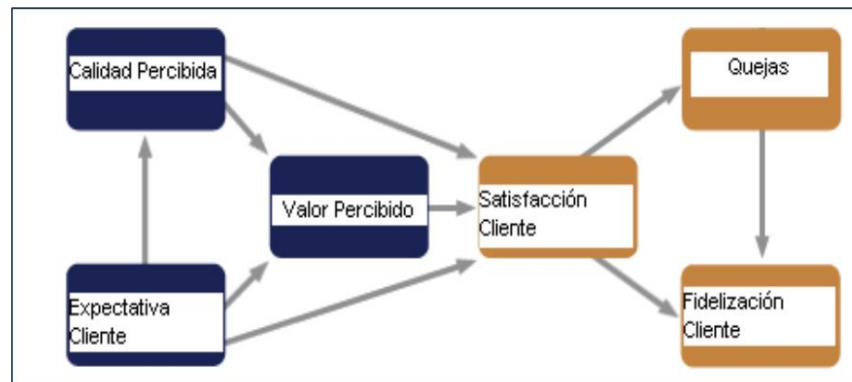 Calidad Percibida
Quejas
Valor Percibido
Satisfacción
Cliente
Expectativa
Cliente
Fidelización
Cliente